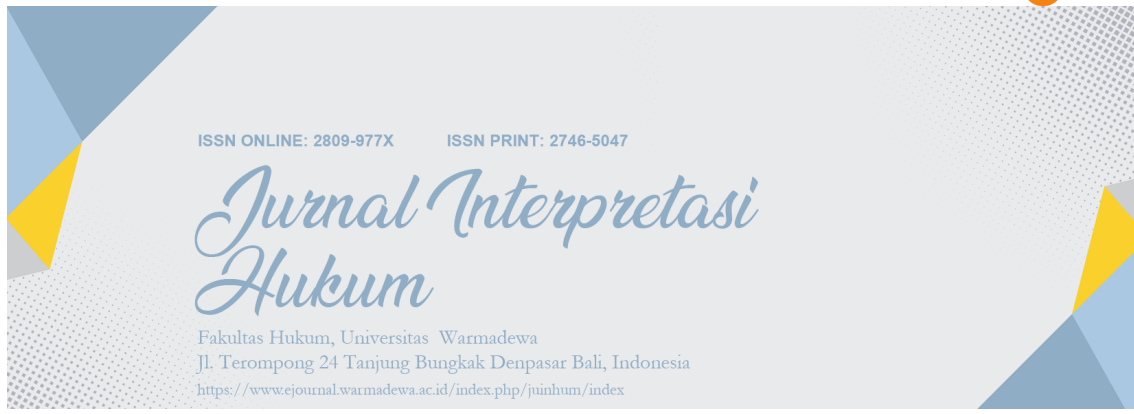 ISSN ONLINE: 2809-977X ISSN PRINT: 2746-5047
Jurnal Interpretasi
Hukum
Fakultas Hukum, Universitas Warmadewa
Jl. Terompong 24 Tanjung Bungkak Denpasar Bali, Indonesia
https://www.ejournal.warmadewa.ac.id/index.php/juinhum/index